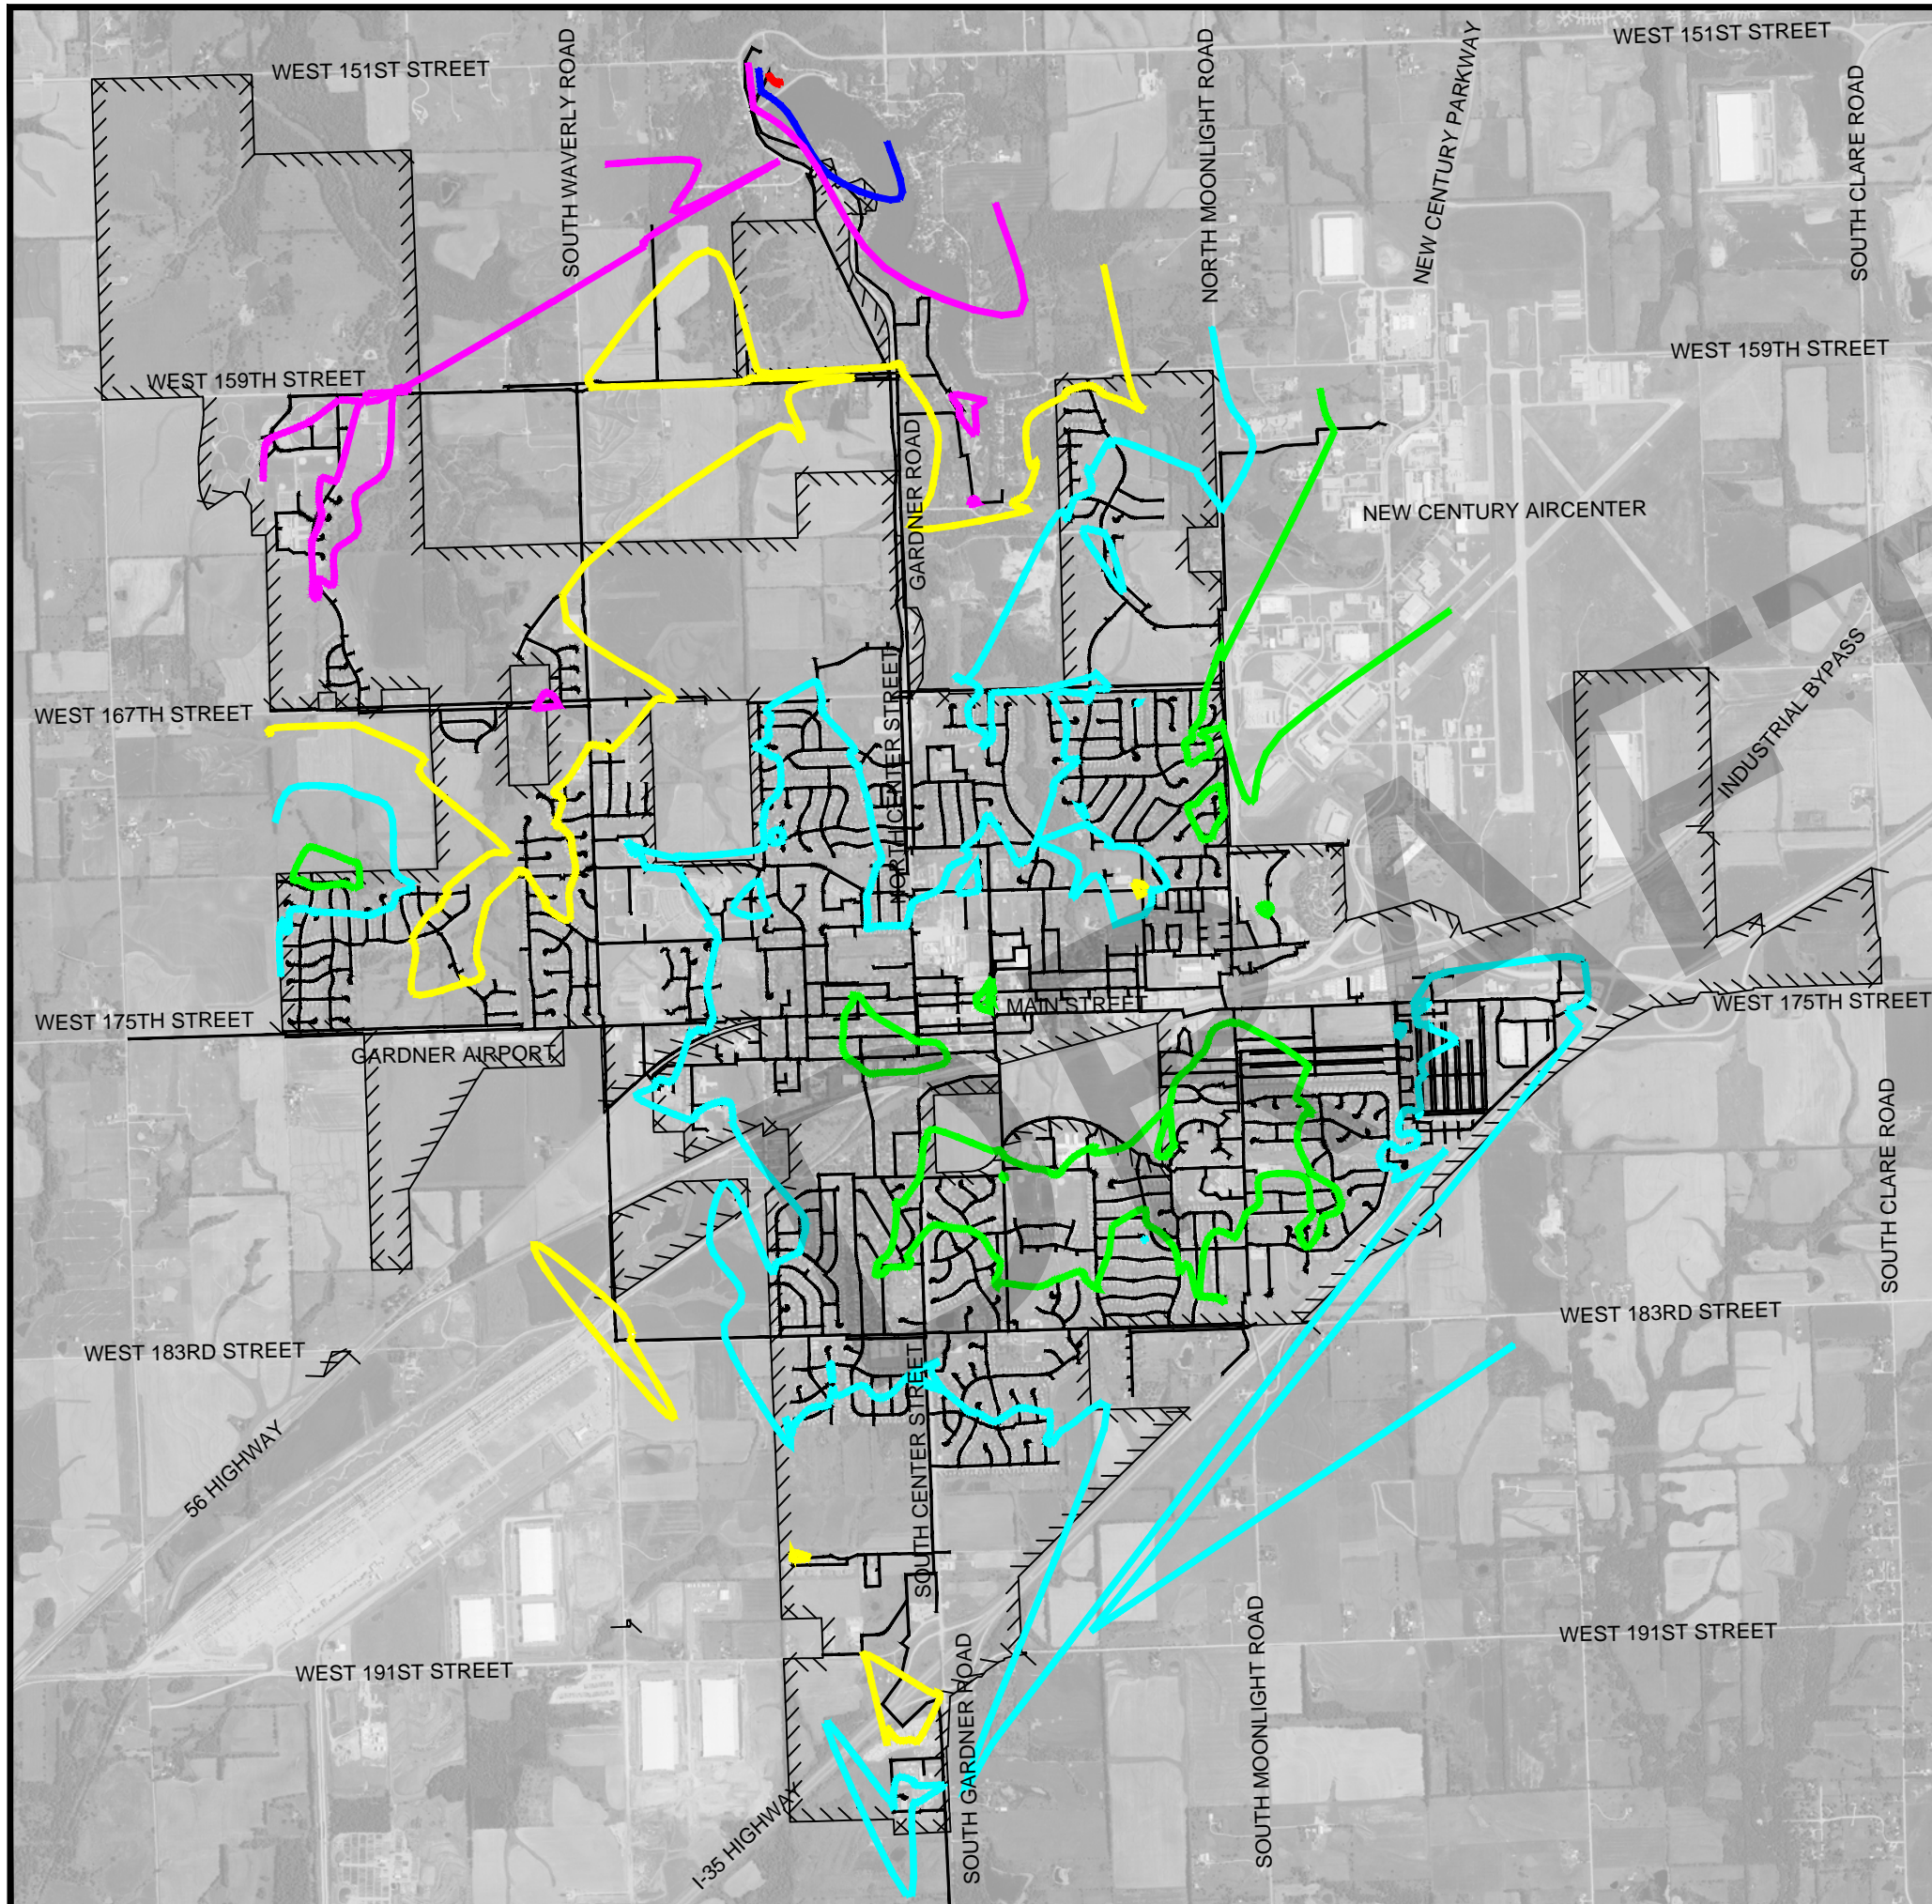 WEST 151ST STREET
WEST 151ST STREET
SOUTH WAVERLY ROAD
NORTH MOONLIGHT ROAD
NEW CENTURY PARKWAY
SOUTH CLARE ROAD
WEST 159TH STREET
WEST 159TH STREET
GARDNER ROAD
NEW CENTURY AIRCENTER
INDUSTRIAL BYPASS
WEST 167TH STREET
NORTH CENTER STREET
DRAFT
WEST 175TH STREET
MAIN STREET
WEST 175TH STREET
GARDNER AIRPORT
SOUTH CLARE ROAD
WEST 183RD STREET
WEST 183RD STREET
56 HIGHWAY
SOUTH CENTER STREET
WEST 191ST STREET
WEST 191ST STREET
SOUTH GARDNER ROAD
SOUTH MOONLIGHT ROAD
I-35 HIGHWAY